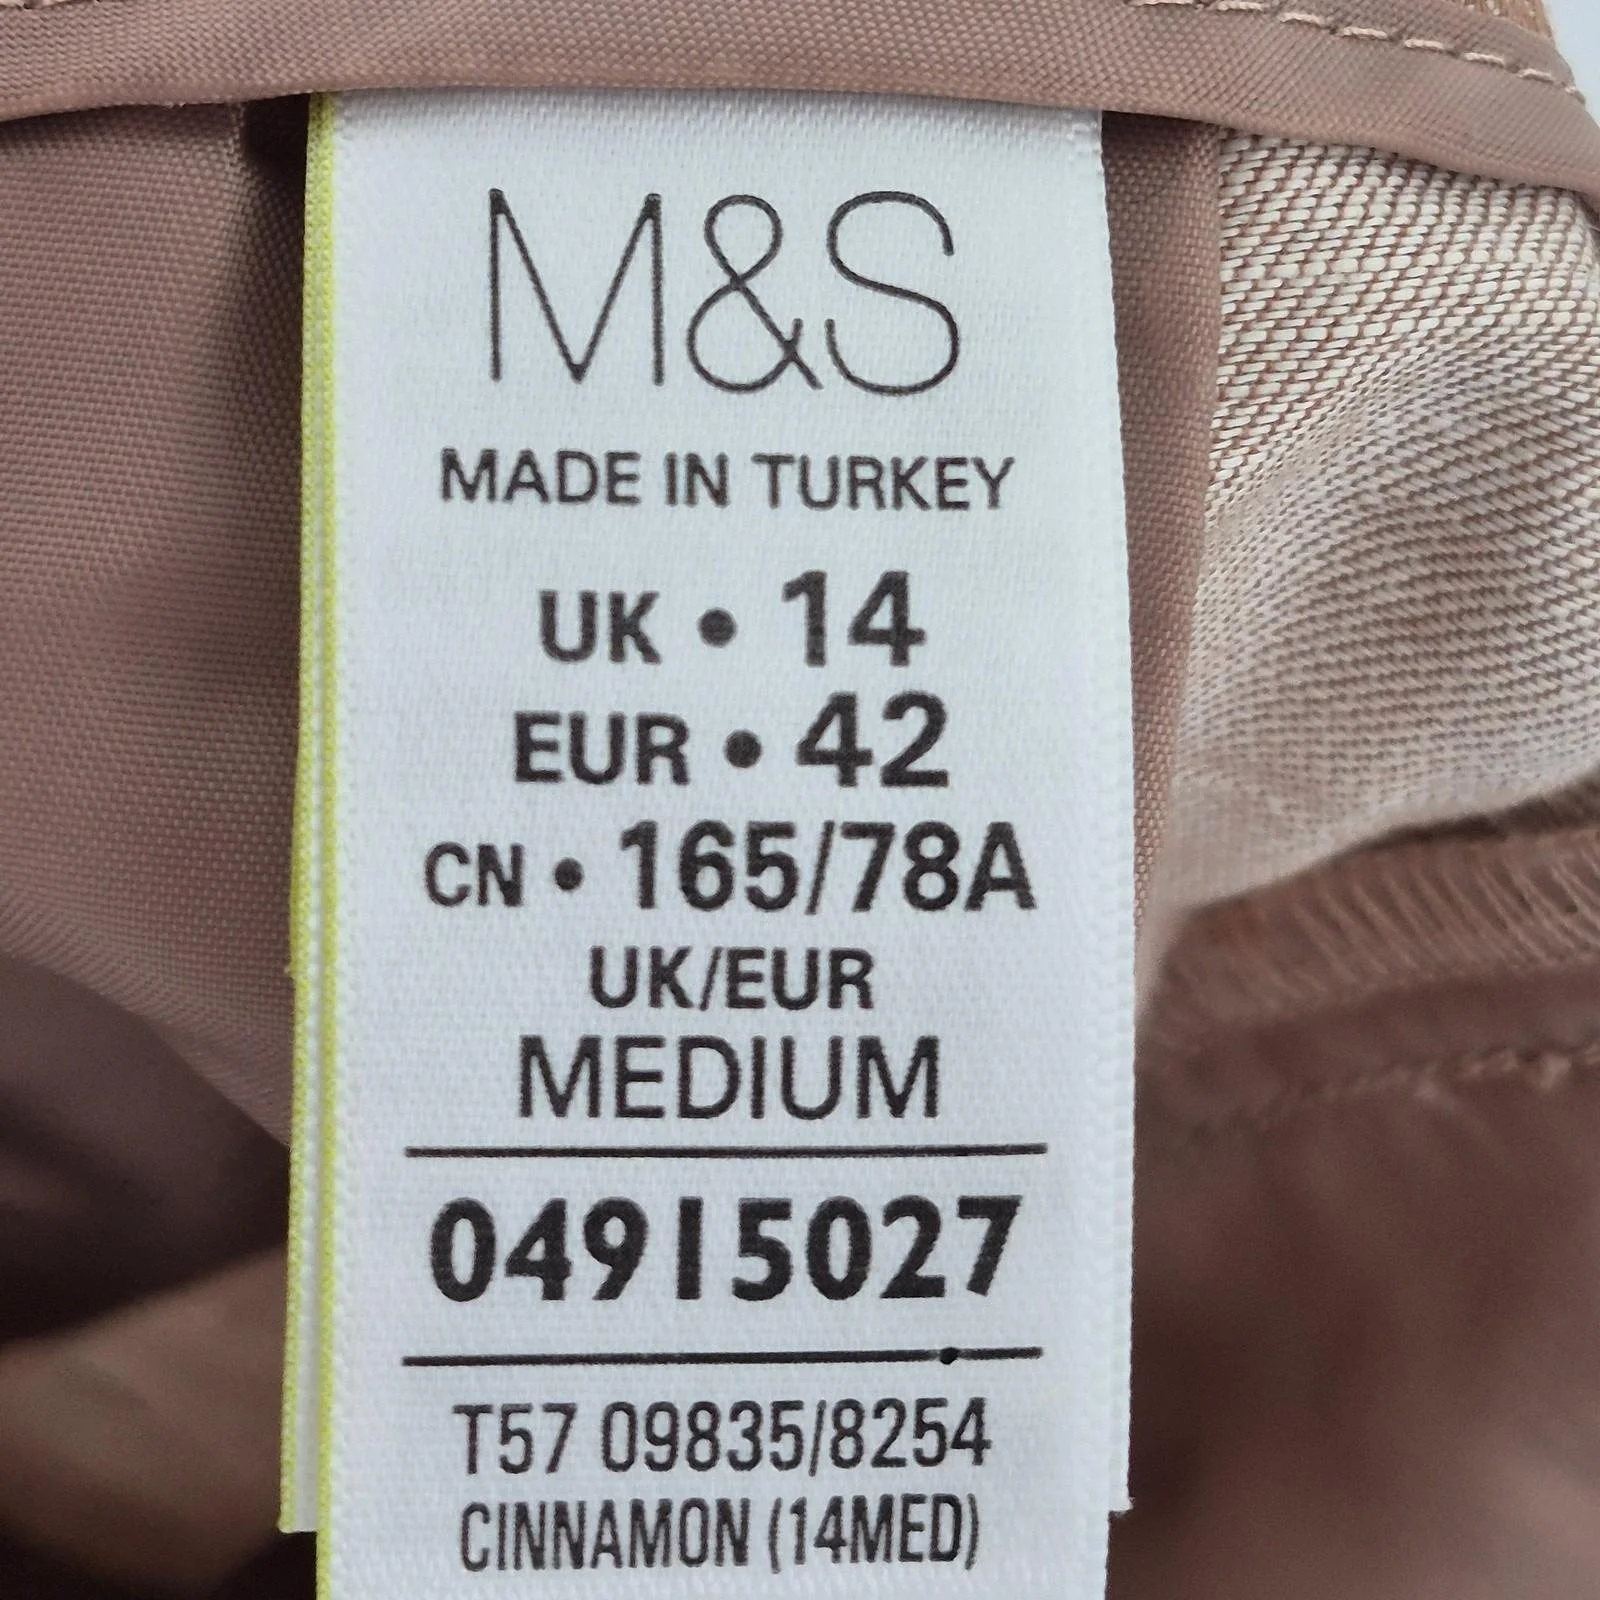 M&S
MADE IN TURKEY
UK • 14
EUR • 42
CN • 165/78A
UK/EUR
MEDIUM
04915027
T57 09835/8254
CINNAMON (14MED)